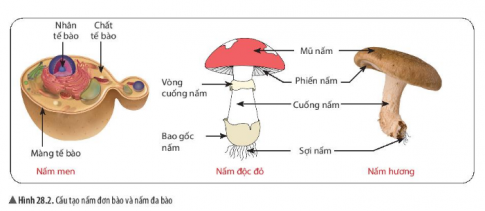 Nhân
tế bào
Chất
tế bào
Màng tế bào
Nấm men
Mũ nấm
Phiến nấm
Vòng
cuống nấm
Cuống nấm
Bao gốc
nấm
Sợi nấm
Nấm độc đỏ
Nấm hương
▲ Hình 28.2. Cấu tạo nấm đơn bào và nấm đa bào